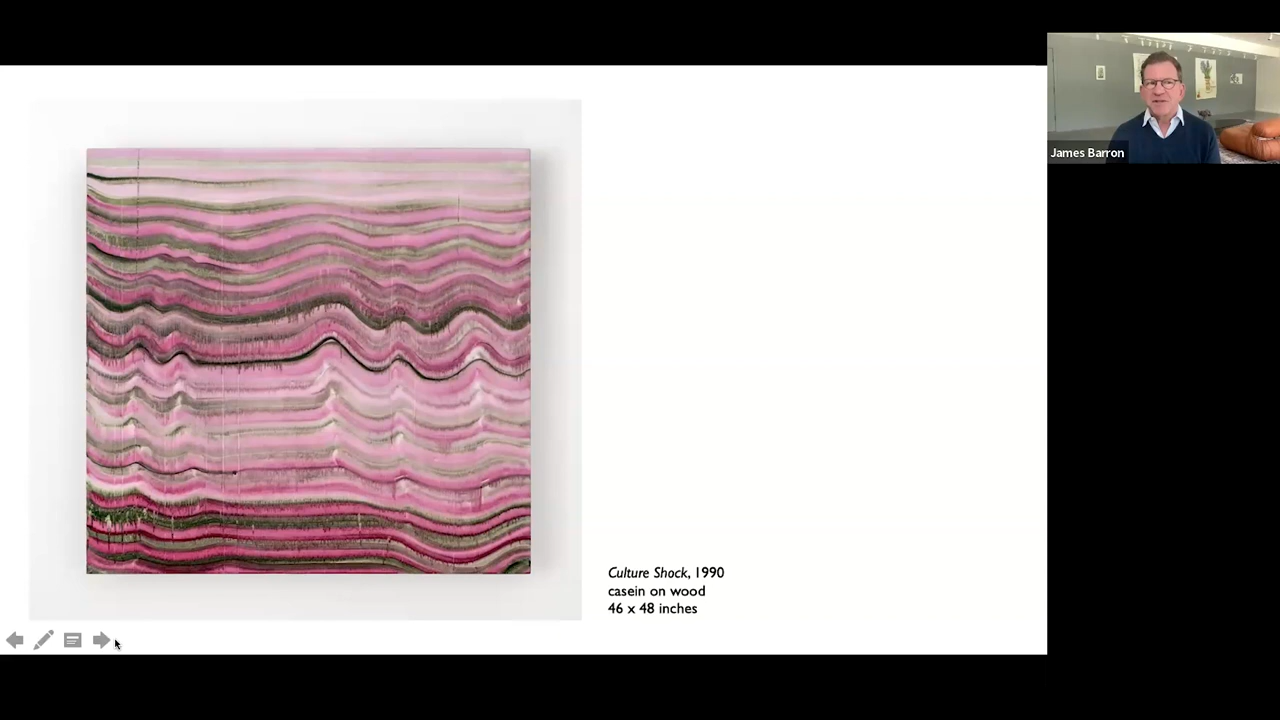 James Barron
Culture Shock, 1990
casein on wood
46 x 48 inches